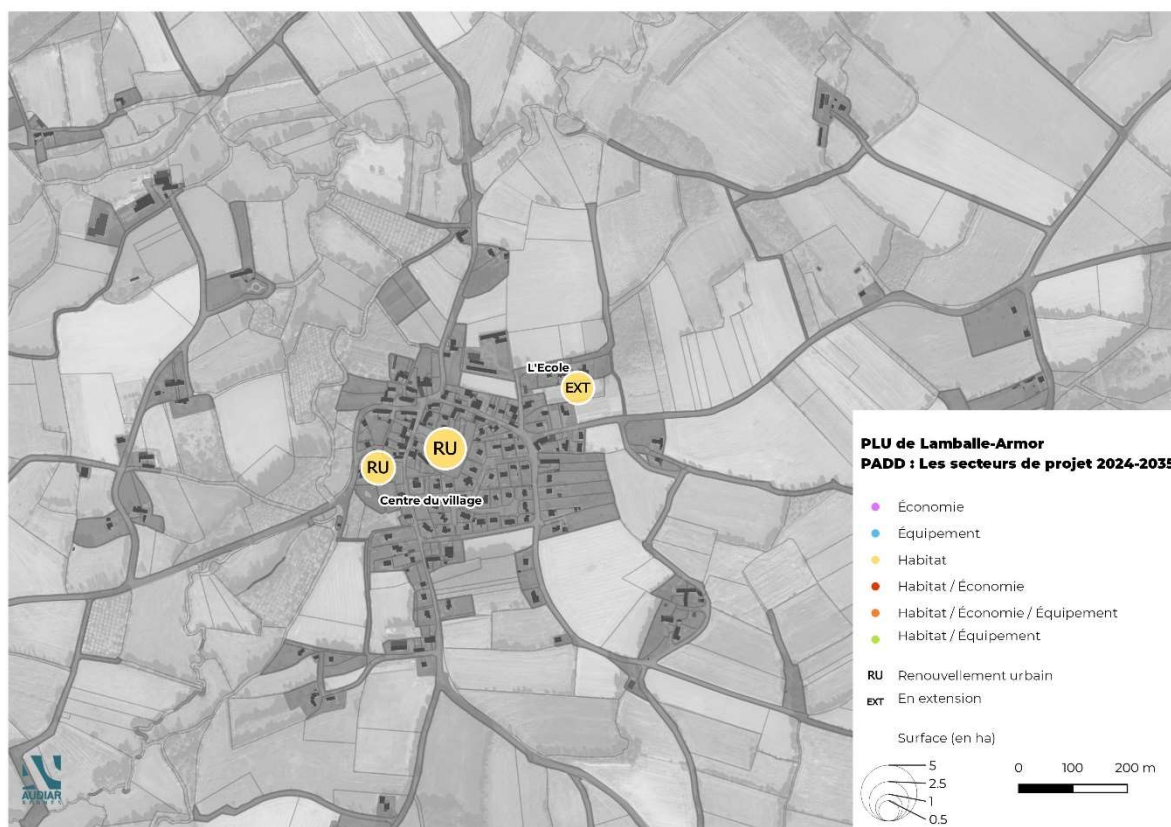 L'Ecole
EXT
RU
RU
Centre du village
PLU de Lamballe-Armor
PADD : Les secteurs de projet 2024-2035
Économie
Équipement
Habitat
Habitat / Économie
Habitat / Économie / Équipement
Habitat / Équipement
RU Renouvellement urbain
EXT En extension
Surface (en ha)
5
2.5
1
0.5
0 100 200 m
AUDIAR
RENNES